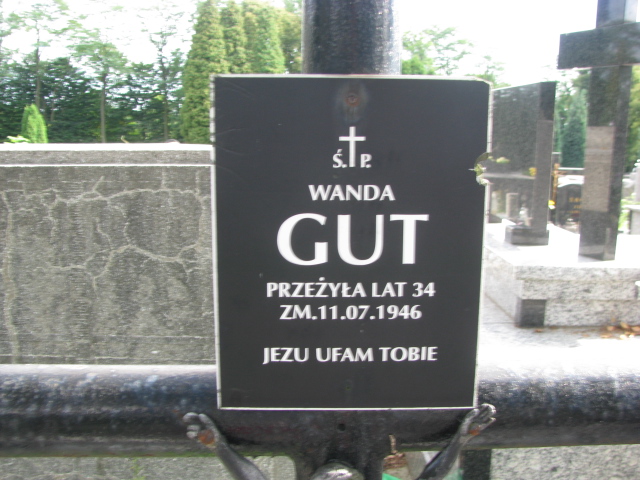 Ś.†P.
WANDA
GUT
PRZEŻYŁA LAT 34
ZM.11.07.1946
JEZU UFAM TOBIE